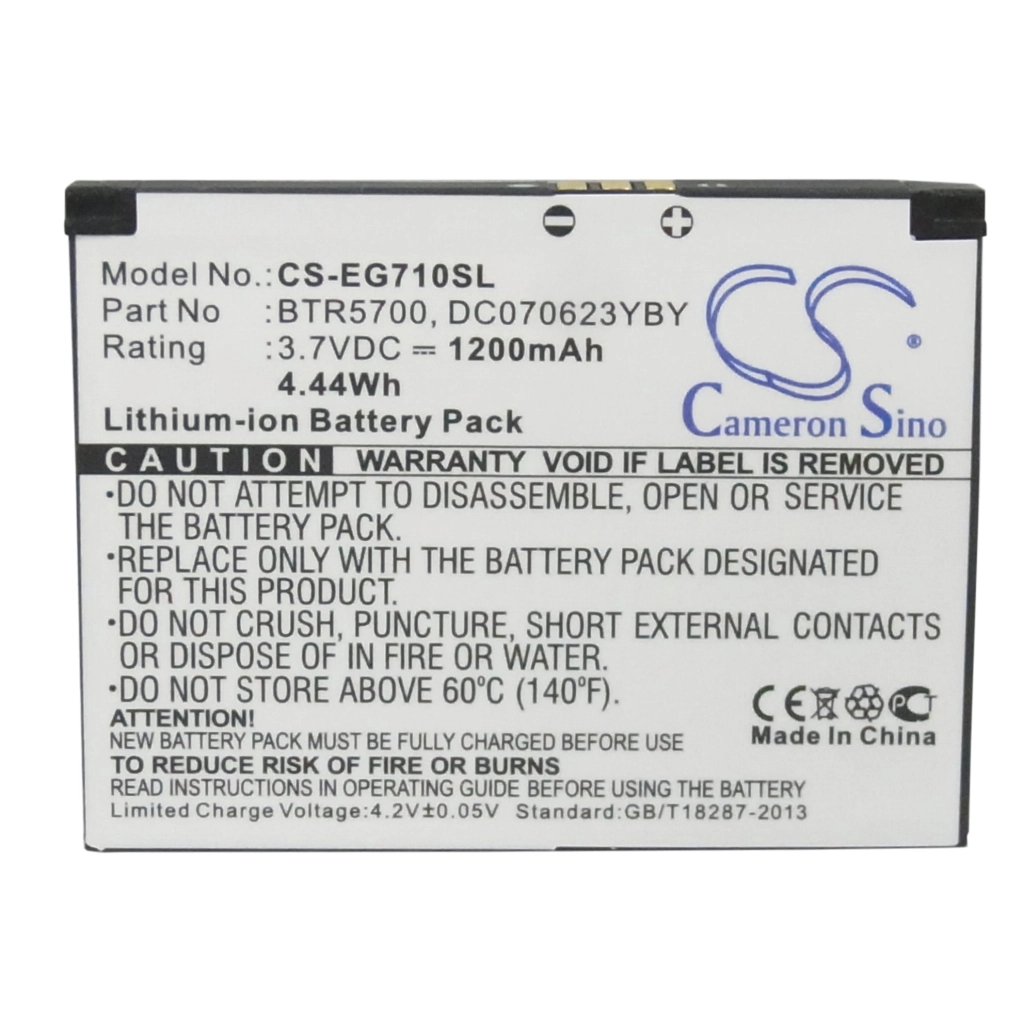 Model No.: CS-EG710SL
Part No : BTR5700, DC070623YBY
Rating : 3.7VDC ⎓ 1200mAh
4.44Wh
Lithium-ion Battery Pack
CS ®
Cameron Sino
CAUTION WARRANTY VOID IF LABEL IS REMOVED
·DO NOT ATTEMPT TO DISASSEMBLE, OPEN OR SERVICE
THE BATTERY PACK.
·REPLACE ONLY WITH THE BATTERY PACK DESIGNATED
FOR THIS PRODUCT.
·DO NOT CRUSH, PUNCTURE, SHORT EXTERNAL CONTACTS
OR DISPOSE OF IN FIRE OR WATER.
·DO NOT STORE ABOVE 60ºC (140ºF).
CE PCT
Made In China
ATTENTION!
NEW BATTERY PACK MUST BE FULLY CHARGED BEFORE USE
TO REDUCE RISK OF FIRE OR BURNS
READ INSTRUCTIONS IN OPERATING GUIDE BEFORE USING THE BATTERY
Limited Charge Voltage:4.2V±0.05V Standard:GB/T18287-2013